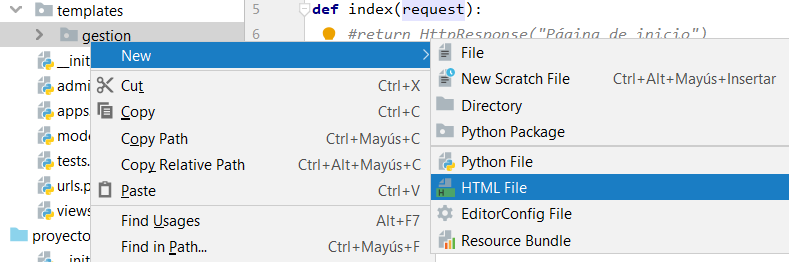 templates
gestion
__init
admi
apps
mode
tests.
urls.p
views
proyecto
__init
5
def index(request):
6
#return HttpResponse("Página de inicio")
New
Cut Ctrl+X
Copy Ctrl+C
Copy Path Ctrl+Mayús+C
Copy Relative Path Ctrl+Alt+Mayús+C
Paste Ctrl+V
Find Usages Alt+F7
Find in Path... Ctrl+Mayús+F
File
New Scratch File Ctrl+Alt+Mayús+Insertar
Directory
Python Package
Python File
HTML File
EditorConfig File
Resource Bundle